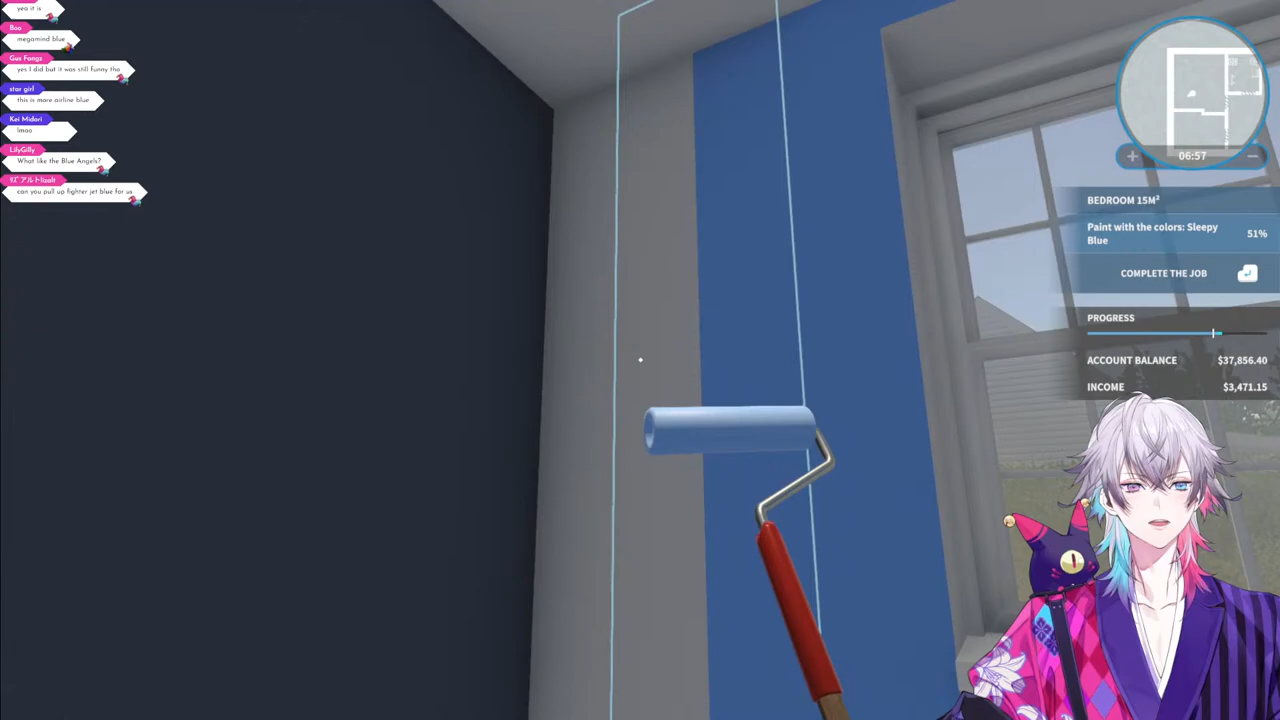 yea it is
Boo
megamind blue
Gus Fangz
yes I did but it was still funny tho
star girl
this is more airline blue
Kei Midori
lmao
LilyGilly
What like the Blue Angels?
can you pull up fighter jet blue for us
06:57
BEDROOM 15M²
Paint with the colors: Sleepy
Blue
51%
COMPLETE THE JOB
PROGRESS
ACCOUNT BALANCE $37,856.40
INCOME $3,471.15